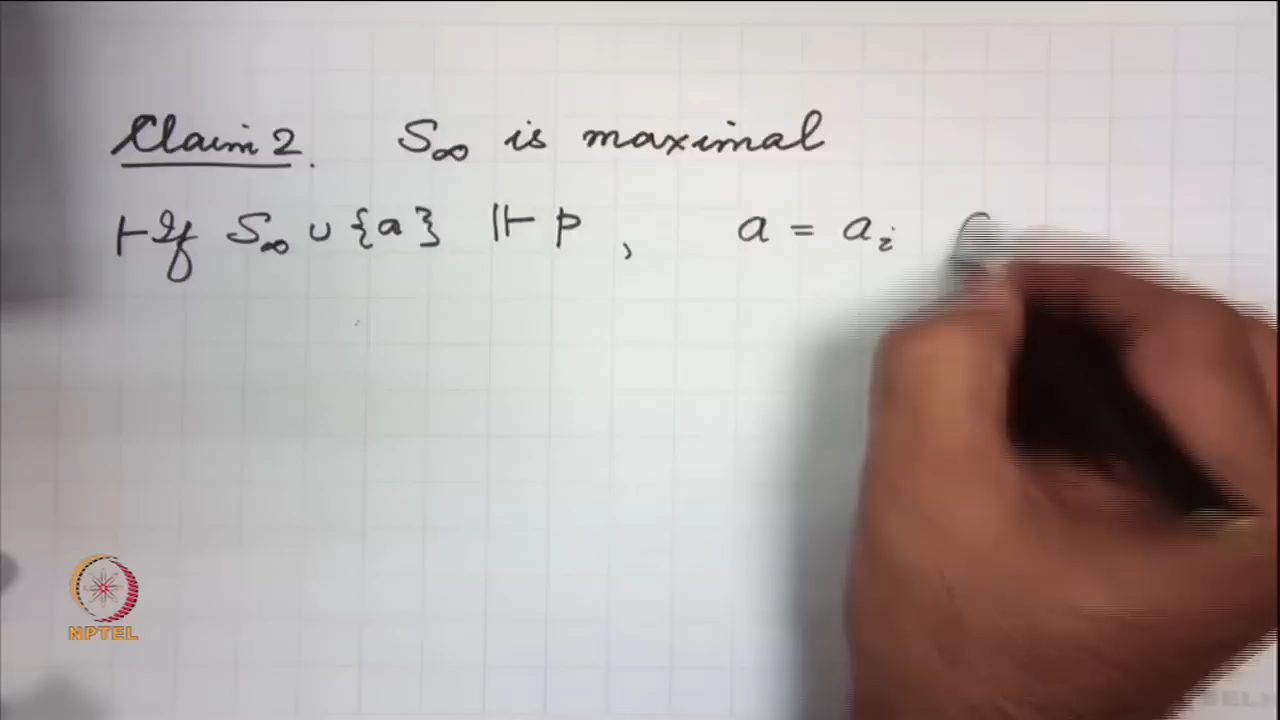 Claim 2. S∞ is maximal
⊢ If S∞ ∪ {a} ⊩ p , a = aᵢ
NPTEL